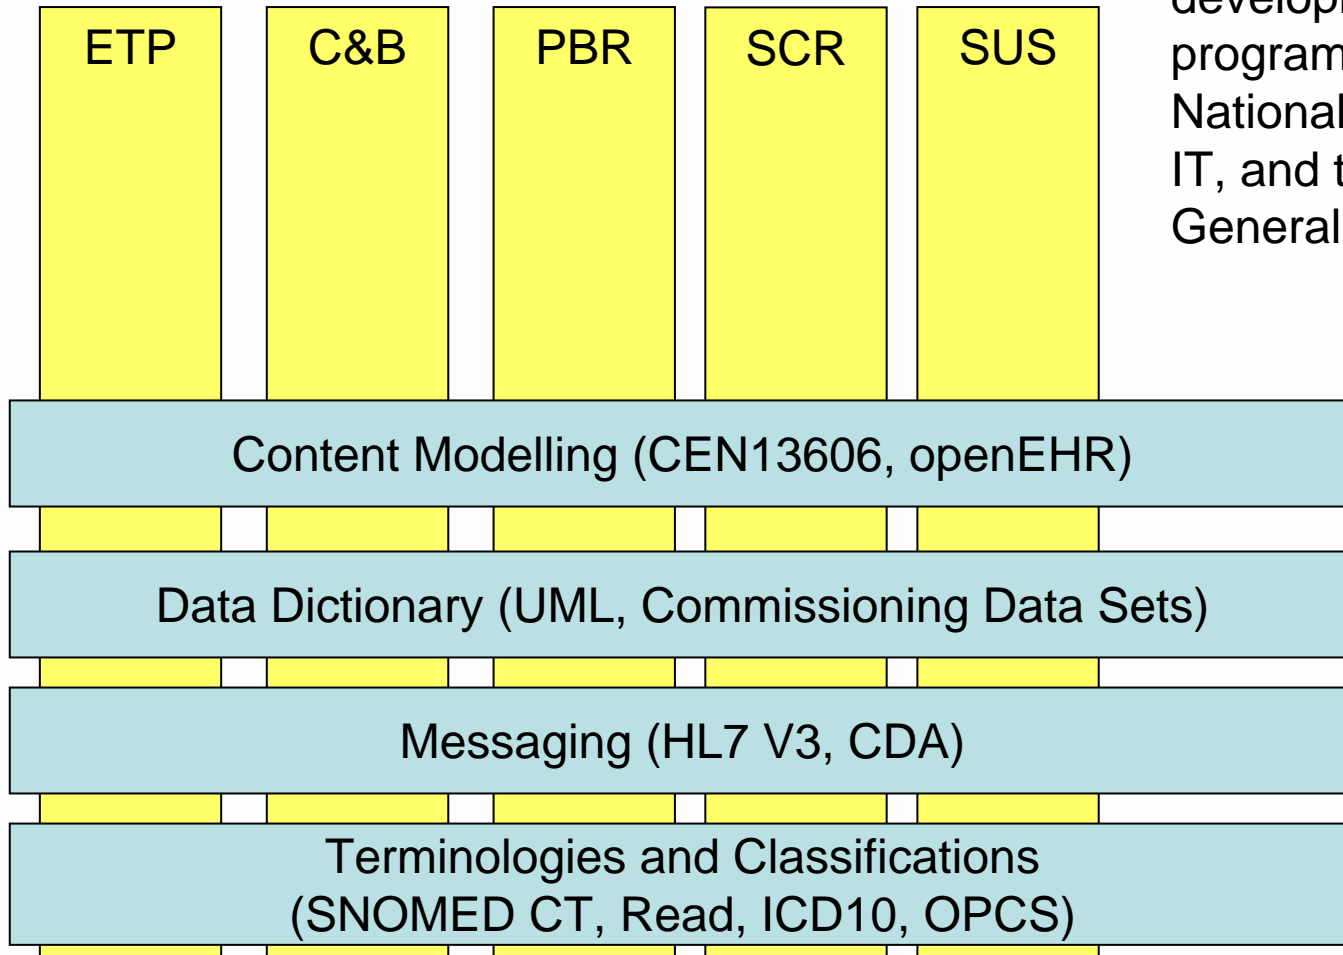 ETP
C&B
PBR
SCR
SUS
National
IT, and
General
Content Modelling (CEN13606, openEHR)
Data Dictionary (UML, Commissioning Data Sets)
Messaging (HL7 V3, CDA)
Terminologies and Classifications
(SNOMED CT, Read, ICD10, OPCS)